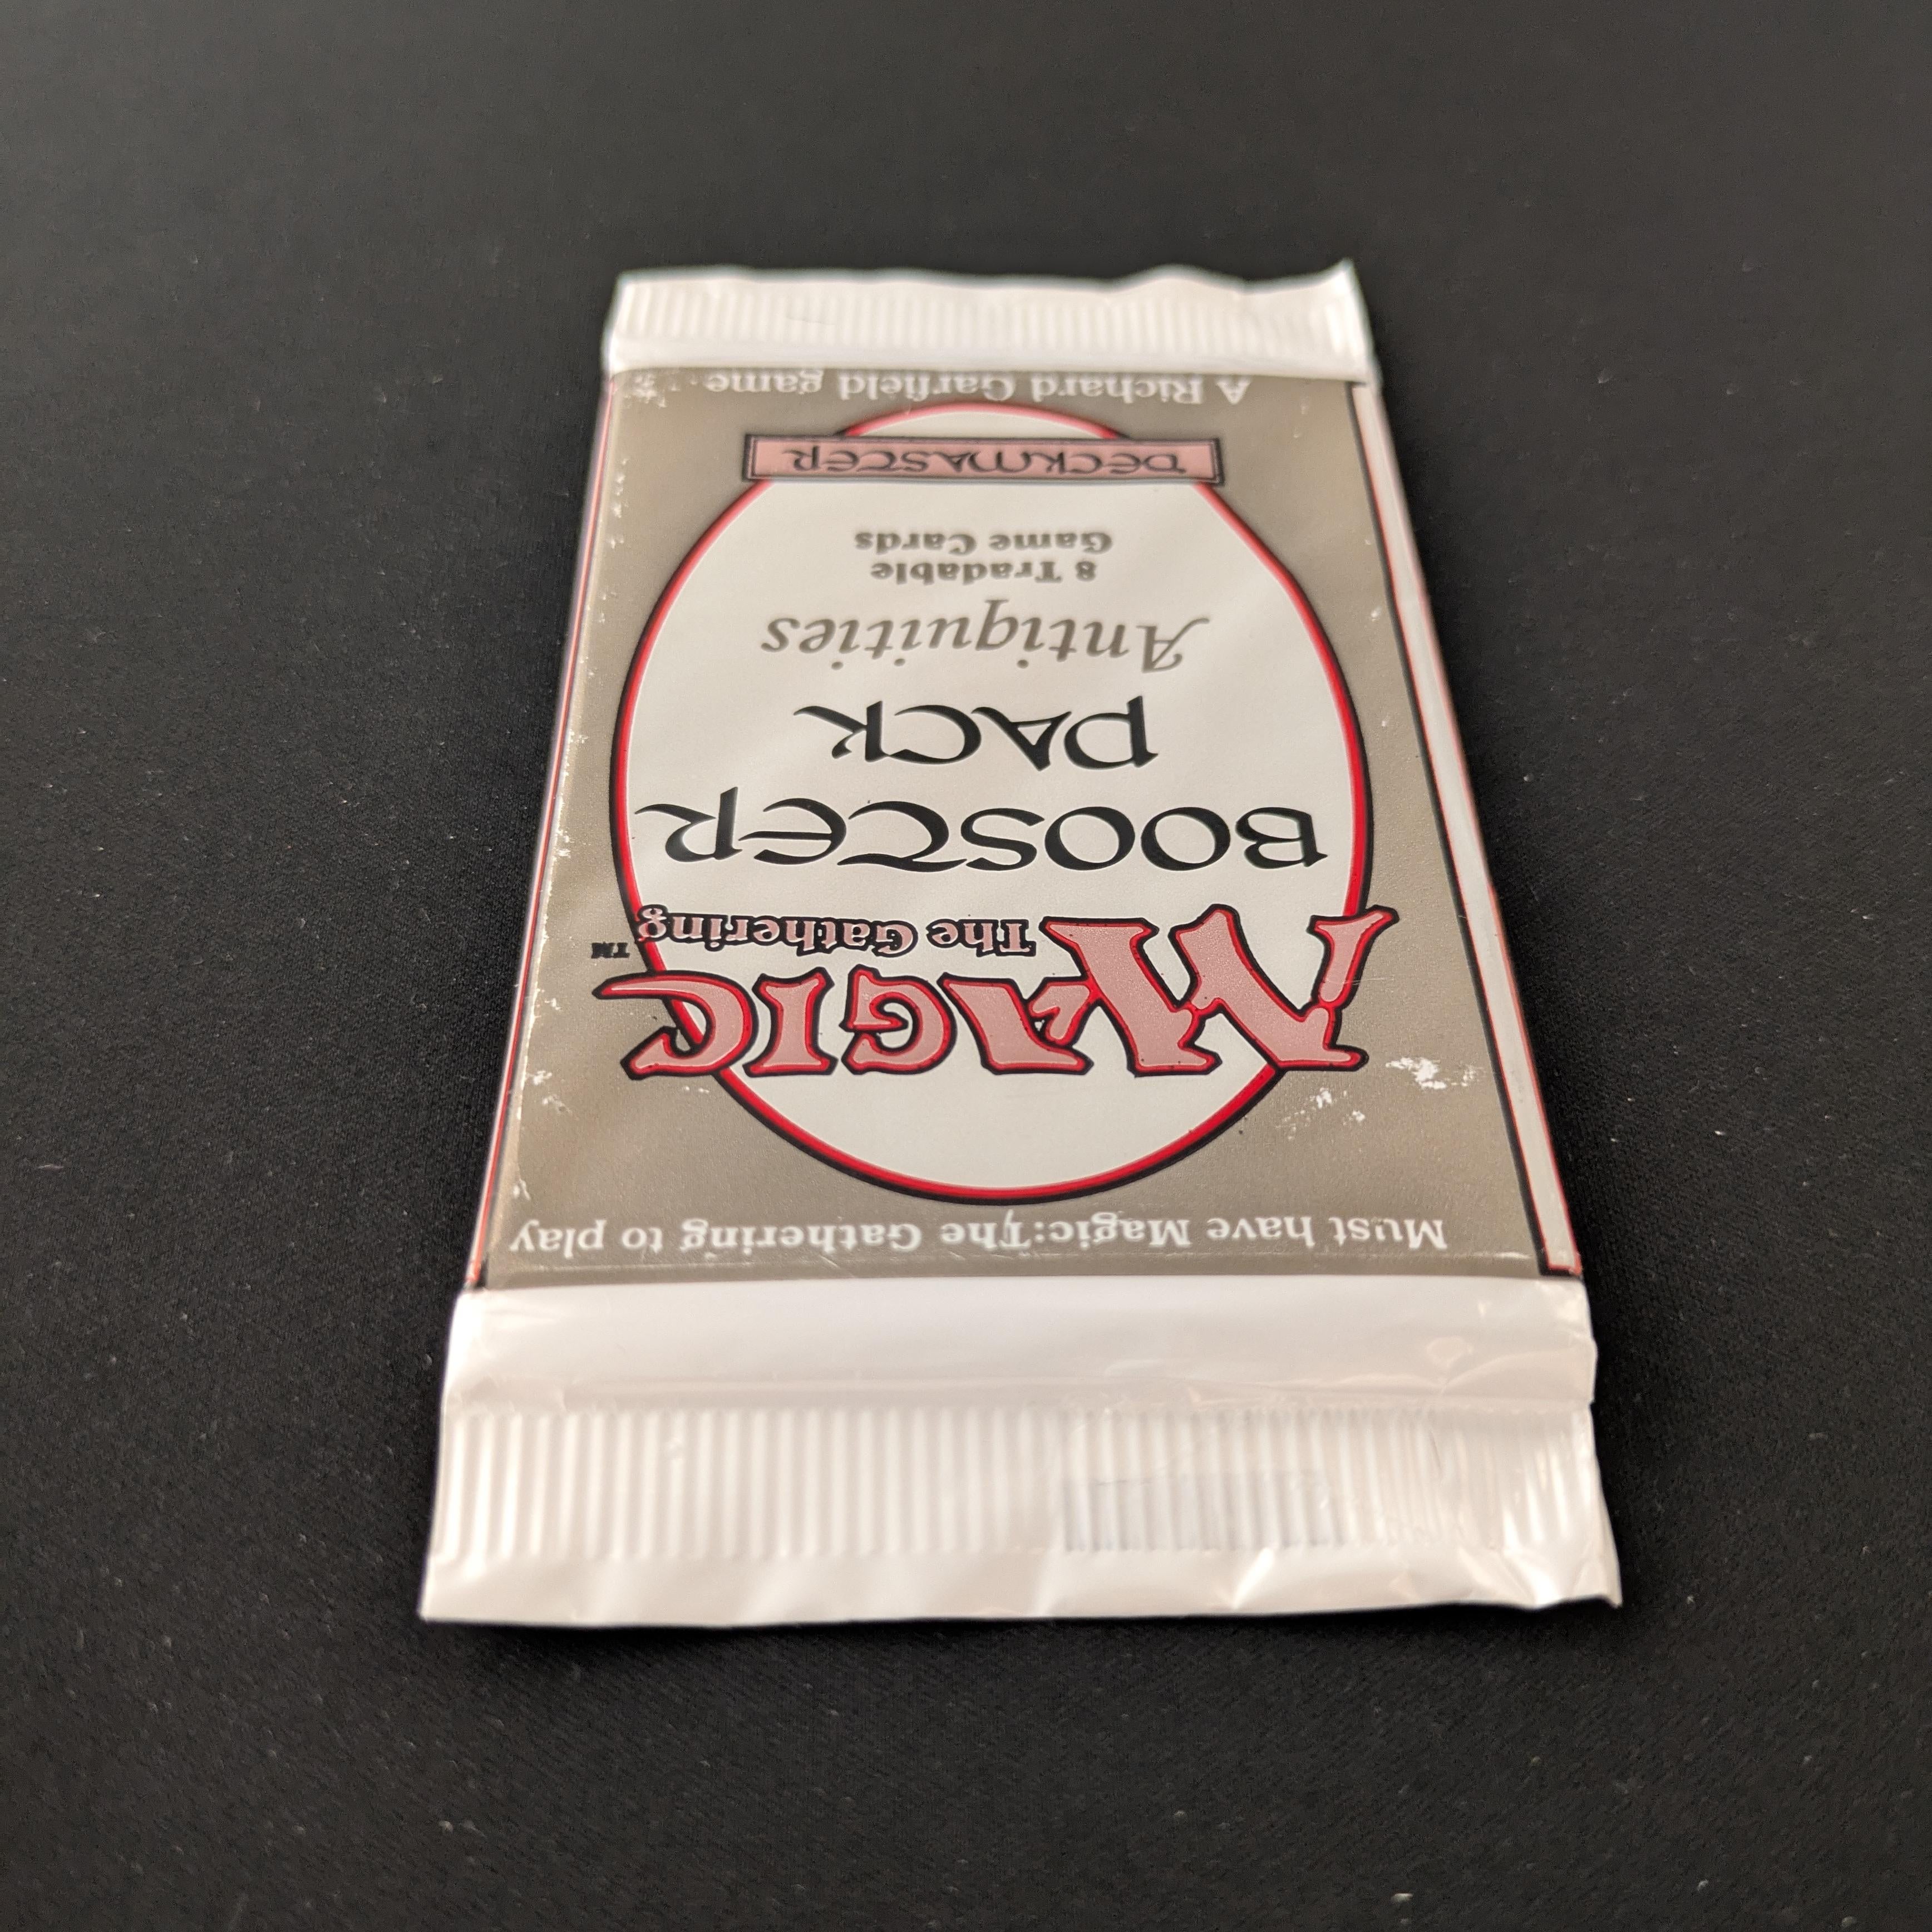 Must have Magic:The Gathering to play
MAGIC
The Gathering™
BOOSTER
PACK
Antiquities
8 Tradable
Game Cards
DECKMASTER
A Richard Garfield game